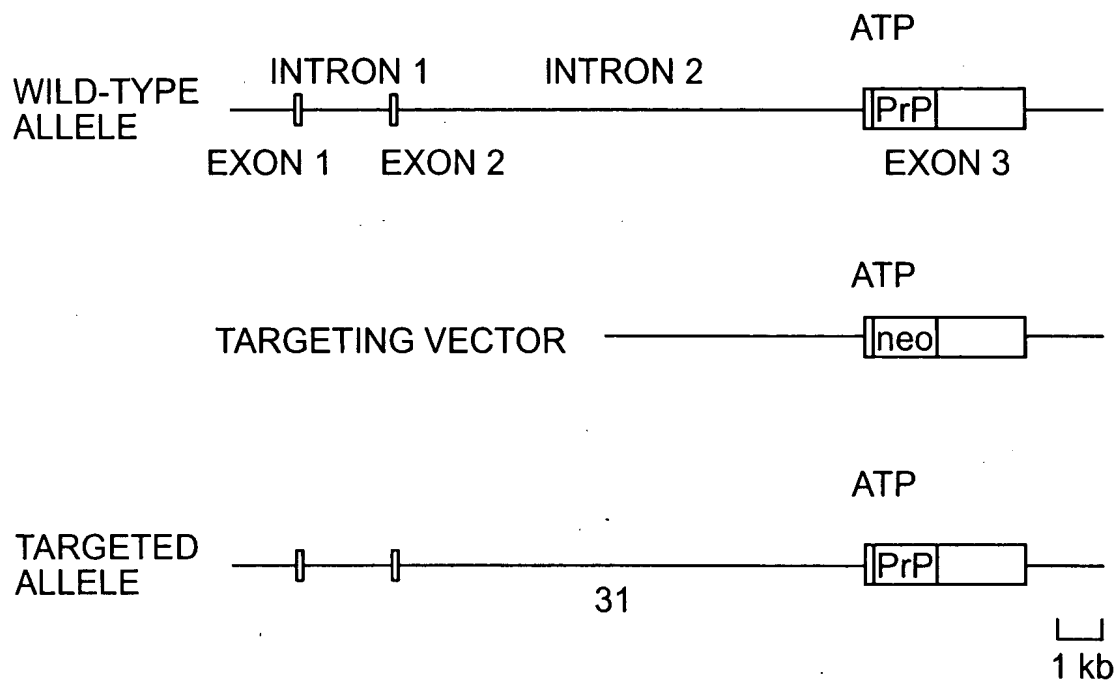 ATP
INTRON 1 INTRON 2
WILD-TYPE
ALLELE
PrP
EXON 1 EXON 2 EXON 3
ATP
TARGETING VECTOR neo
ATP
TARGETED
ALLELE
PrP
31
1 kb